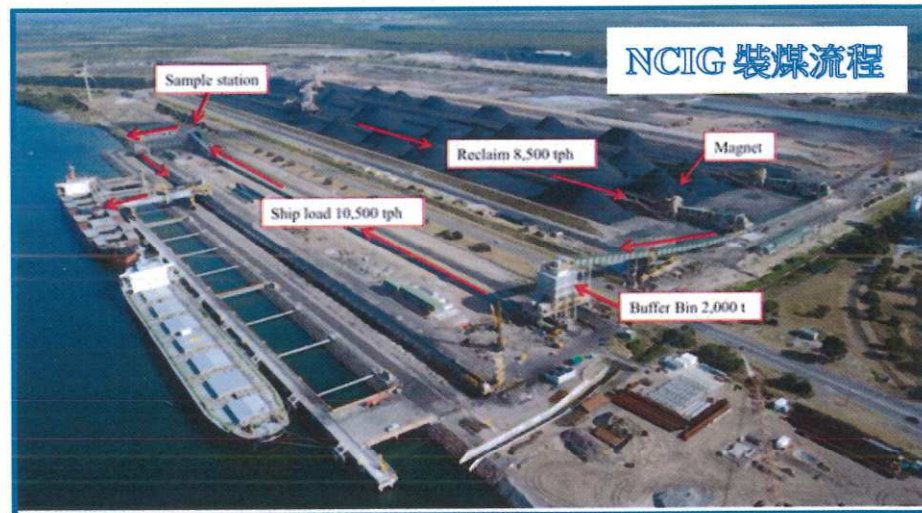 NCIG 裝煤流程
Sample station
Reclaim 8,500 tph
Magnet
Ship load 10,500 tph
Buffer Bin 2,000 t